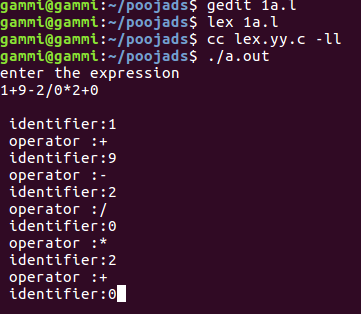 gammi@gammi:~/poojads$ gedit 1a.l
gammi@gammi:~/poojads$ lex 1a.l
gammi@gammi:~/poojads$ cc lex.yy.c -ll
gammi@gammi:~/poojads$ ./a.out
enter the expression
1+9-2/0*2+0
identifier:1
operator :+
identifier:9
operator :-
identifier:2
operator :/
identifier:0
operator :*
identifier:2
operator :+
identifier:0